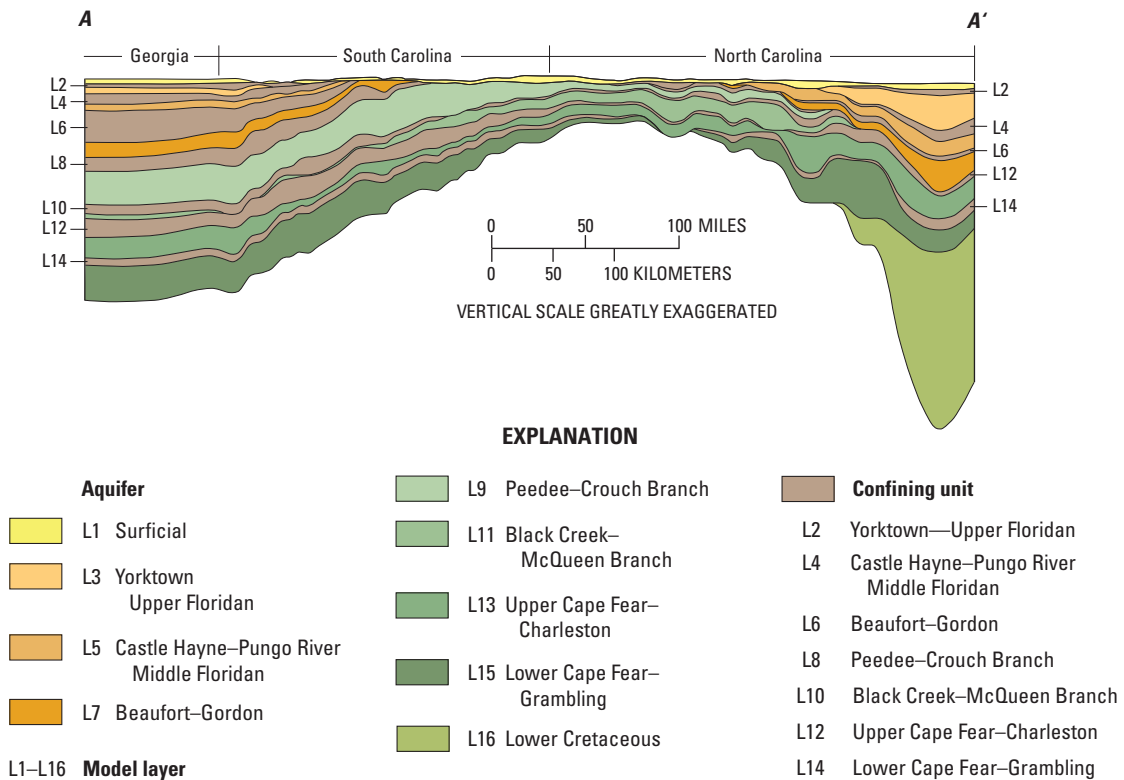 A A′
Georgia South Carolina North Carolina
L2
L4
L6
L8
L10
L12
L14
L2
L4
L6
L12
L14
0 50 100 MILES
0 50 100 KILOMETERS
VERTICAL SCALE GREATLY EXAGGERATED
EXPLANATION
Aquifer
L1 Surficial
L3 Yorktown
Upper Floridan
L5 Castle Hayne–Pungo River
Middle Floridan
L7 Beaufort–Gordon
L1–L16 Model layer
L9 Peedee–Crouch Branch
L11 Black Creek–
McQueen Branch
L13 Upper Cape Fear–
Charleston
L15 Lower Cape Fear–
Grambling
L16 Lower Cretaceous
Confining unit
L2 Yorktown—Upper Floridan
L4 Castle Hayne–Pungo River
Middle Floridan
L6 Beaufort–Gordon
L8 Peedee–Crouch Branch
L10 Black Creek–McQueen Branch
L12 Upper Cape Fear–Charleston
L14 Lower Cape Fear–Grambling